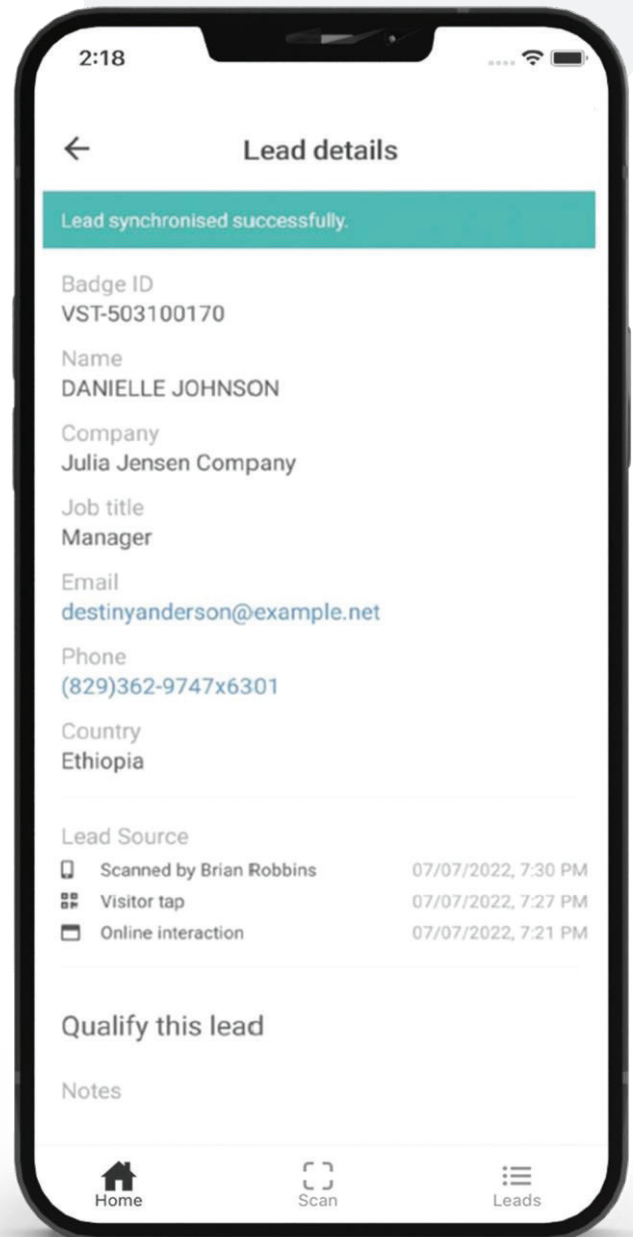 2:18
Lead details
Lead synchronised successfully.
Badge ID
VST-503100170
Name
DANIELLE JOHNSON
Company
Julia Jensen Company
Job title
Manager
Email
destinyanderson@example.net
Phone
(829)362-9747x6301
Country
Ethiopia
Lead Source
Scanned by Brian Robbins 07/07/2022, 7:30 PM
Visitor tap 07/07/2022, 7:27 PM
Online interaction 07/07/2022, 7:21 PM
Qualify this lead
Notes
Home Scan Leads